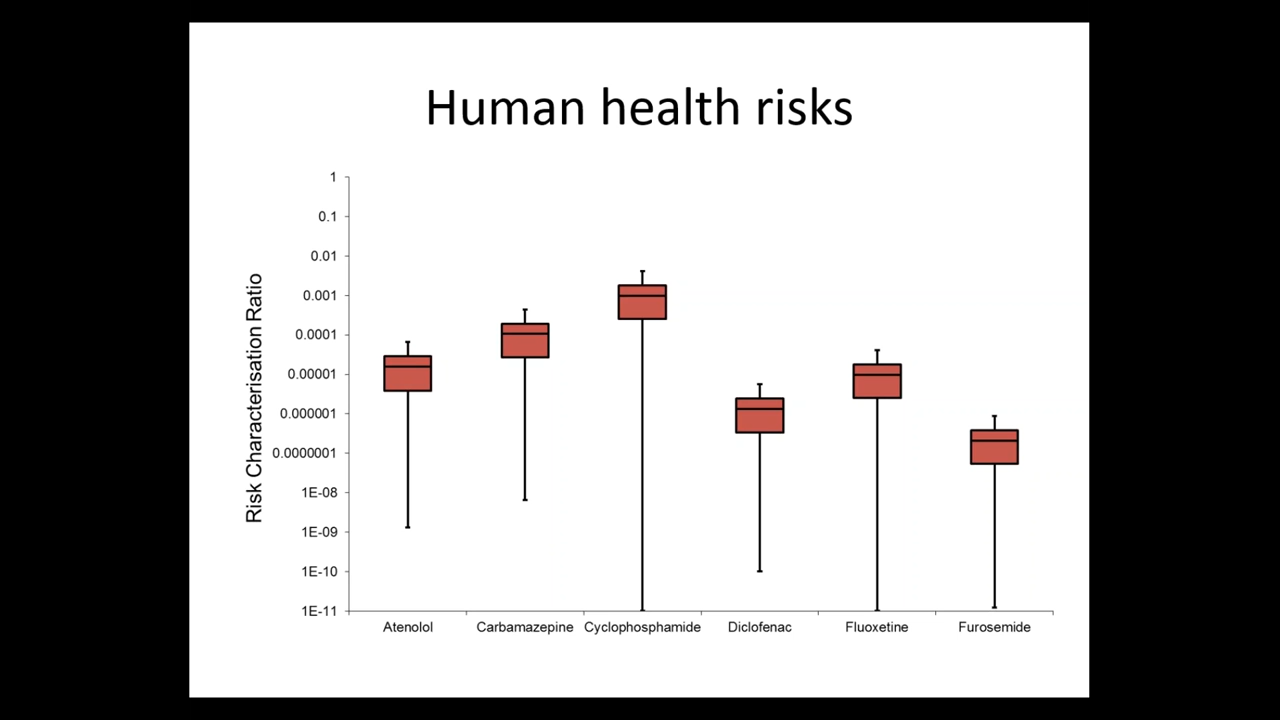 Human health risks
1
0.1
0.01
0.001
0.0001
0.00001
0.000001
0.0000001
1E-08
1E-09
1E-10
1E-11
Risk Characterisation Ratio
Atenolol Carbamazepine Cyclophosphamide Diclofenac Fluoxetine Furosemide